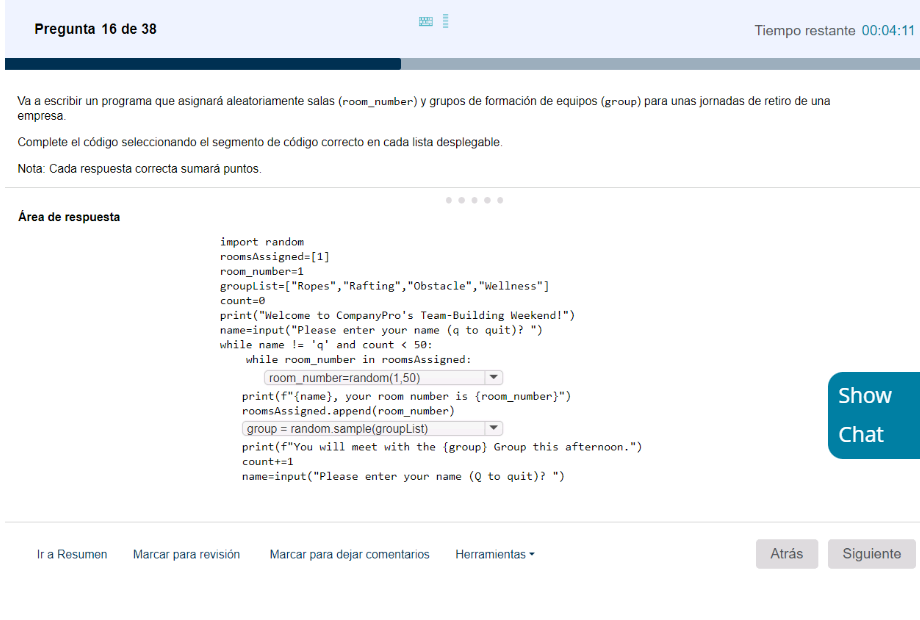 Pregunta 16 de 38
Tiempo restante 00:04:11
Va a escribir un programa que asignará aleatoriamente salas (room_number) y grupos de formación de equipos (group) para unas jornadas de retiro de una
empresa.
Complete el código seleccionando el segmento de código correcto en cada lista desplegable.
Nota: Cada respuesta correcta sumará puntos.
Área de respuesta
import random
roomsAssigned=[1]
room_number=1
groupList=["Ropes","Rafting","Obstacle","Wellness"]
count=0
print("Welcome to CompanyPro's Team-Building Weekend!")
name=input("Please enter your name (q to quit)? ")
while name != 'q' and count < 50:
while room_number in roomsAssigned:
room_number=random(1,50)
print(f"{name}, your room number is {room_number}")
roomsAssigned.append(room_number)
group = random.sample(groupList)
print(f"You will meet with the {group} Group this afternoon.")
count+=1
name=input("Please enter your name (Q to quit)? ")
Show
Chat
Ir a Resumen Marcar para revisión Marcar para dejar comentarios Herramientas Atrás Siguiente